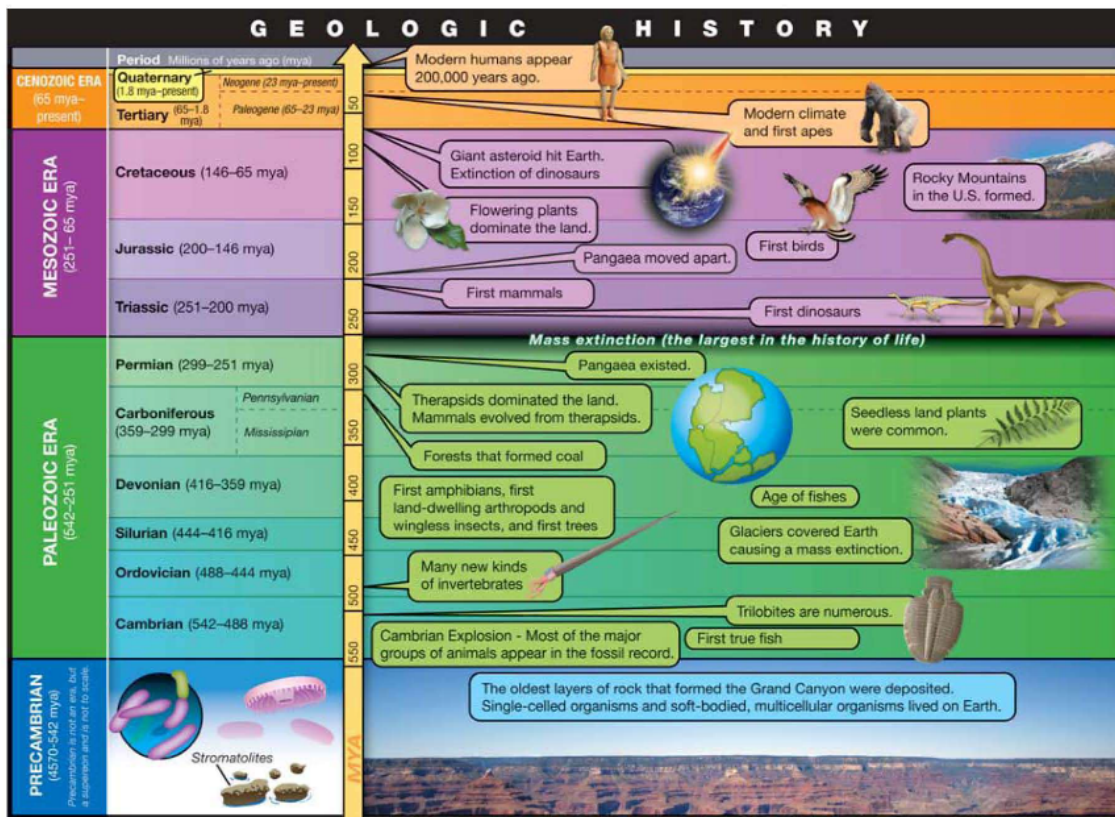 GEOLOGIC HISTORY
Period Millions of years ago (mya)
CENOZOIC ERA
(65 mya–
present)
Quaternary
(1.8 mya–present)
Neogene (23 mya–present)
Tertiary (65–1.8
mya)
Paleogene (65–23 mya)
50
Modern humans appear
200,000 years ago.
Modern climate
and first apes
MESOZOIC ERA
(251– 65 mya)
Cretaceous (146–65 mya)
100
150
Giant asteroid hit Earth.
Extinction of dinosaurs
Flowering plants
dominate the land.
Rocky Mountains
in the U.S. formed.
First birds
Jurassic (200–146 mya)
200
Pangaea moved apart.
Triassic (251–200 mya)
250
First mammals
First dinosaurs
Mass extinction (the largest in the history of life)
PALEOZOIC ERA
(542–251 mya)
Permian (299–251 mya)
300
Pangaea existed.
Therapsids dominated the land.
Mammals evolved from therapsids.
Carboniferous
(359–299 mya)
Pennsylvanian
Mississipian
350
Seedless land plants
were common.
Forests that formed coal
Devonian (416–359 mya)
400
First amphibians, first
land-dwelling arthropods and
wingless insects, and first trees
Age of fishes
Silurian (444–416 mya)
450
Glaciers covered Earth
causing a mass extinction.
Ordovician (488–444 mya)
500
Many new kinds
of invertebrates
Cambrian (542–488 mya)
550
Trilobites are numerous.
Cambrian Explosion - Most of the major
groups of animals appear in the fossil record.
First true fish
PRECAMBRIAN
(4570-542 mya)
Precambrian is not an era, but
a supereon and is not to scale.
Stromatolites
MYA
The oldest layers of rock that formed the Grand Canyon were deposited.
Single-celled organisms and soft-bodied, multicellular organisms lived on Earth.